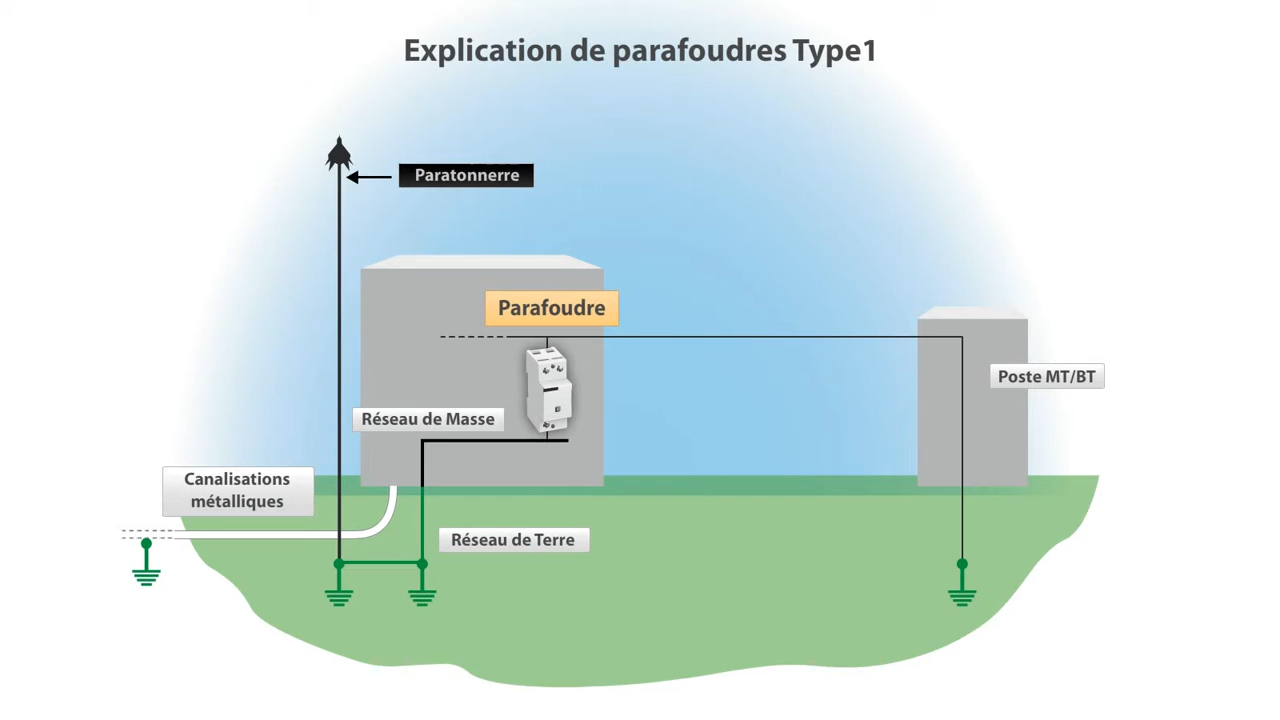 Explication de parafoudres Type1
Paratonnerre
Parafoudre
Poste MT/BT
Réseau de Masse
Canalisations
métalliques
Réseau de Terre